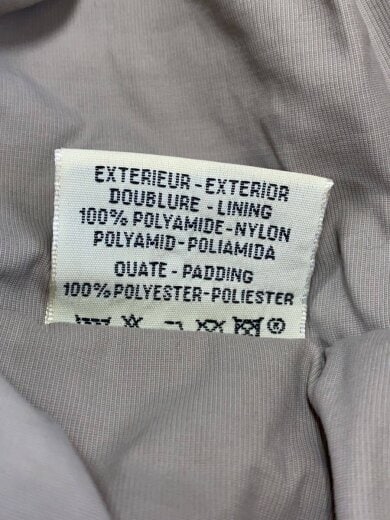 EXTERIEUR - EXTERIOR
DOUBLURE - LINING
100% POLYAMIDE-NYLON
POLYAMID-POLIAMIDA
OUATE - PADDING
100% POLYESTER-POLIESTER
®